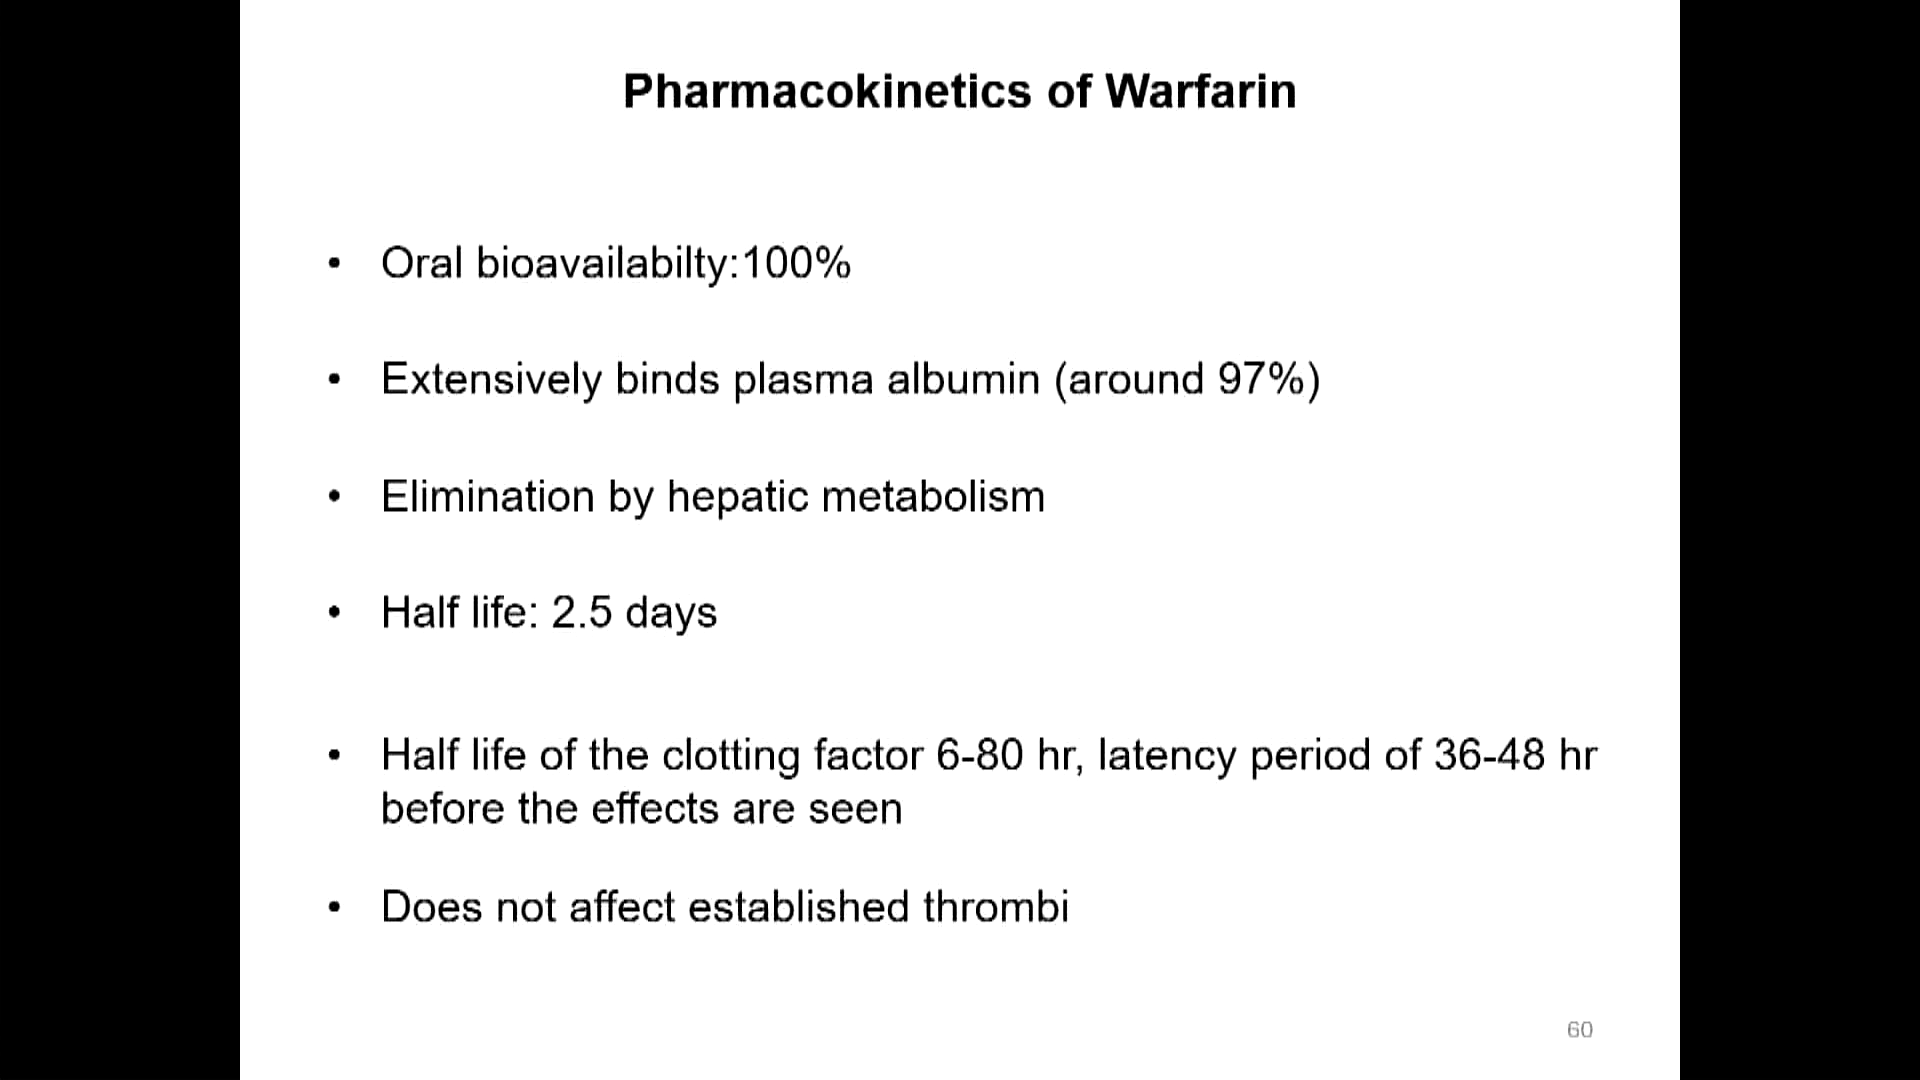 Pharmacokinetics of Warfarin
• Oral bioavailabilty:100%
• Extensively binds plasma albumin (around 97%)
• Elimination by hepatic metabolism
• Half life: 2.5 days
• Half life of the clotting factor 6-80 hr, latency period of 36-48 hr
before the effects are seen
• Does not affect established thrombi
60